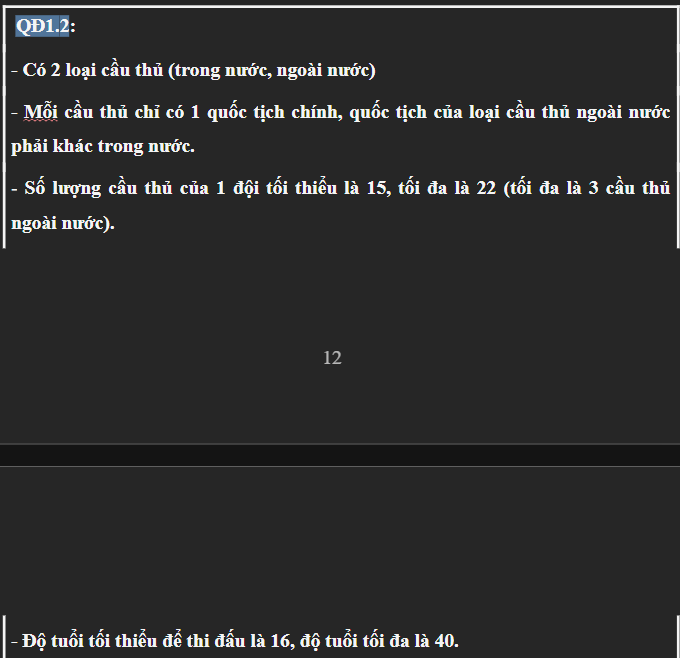 QĐ1.2:
- Có 2 loại cầu thủ (trong nước, ngoài nước)
- Mỗi cầu thủ chỉ có 1 quốc tịch chính, quốc tịch của loại cầu thủ ngoài nước
phải khác trong nước.
- Số lượng cầu thủ của 1 đội tối thiểu là 15, tối đa là 22 (tối đa là 3 cầu thủ
ngoài nước).
12
- Độ tuổi tối thiểu để thi đấu là 16, độ tuổi tối đa là 40.